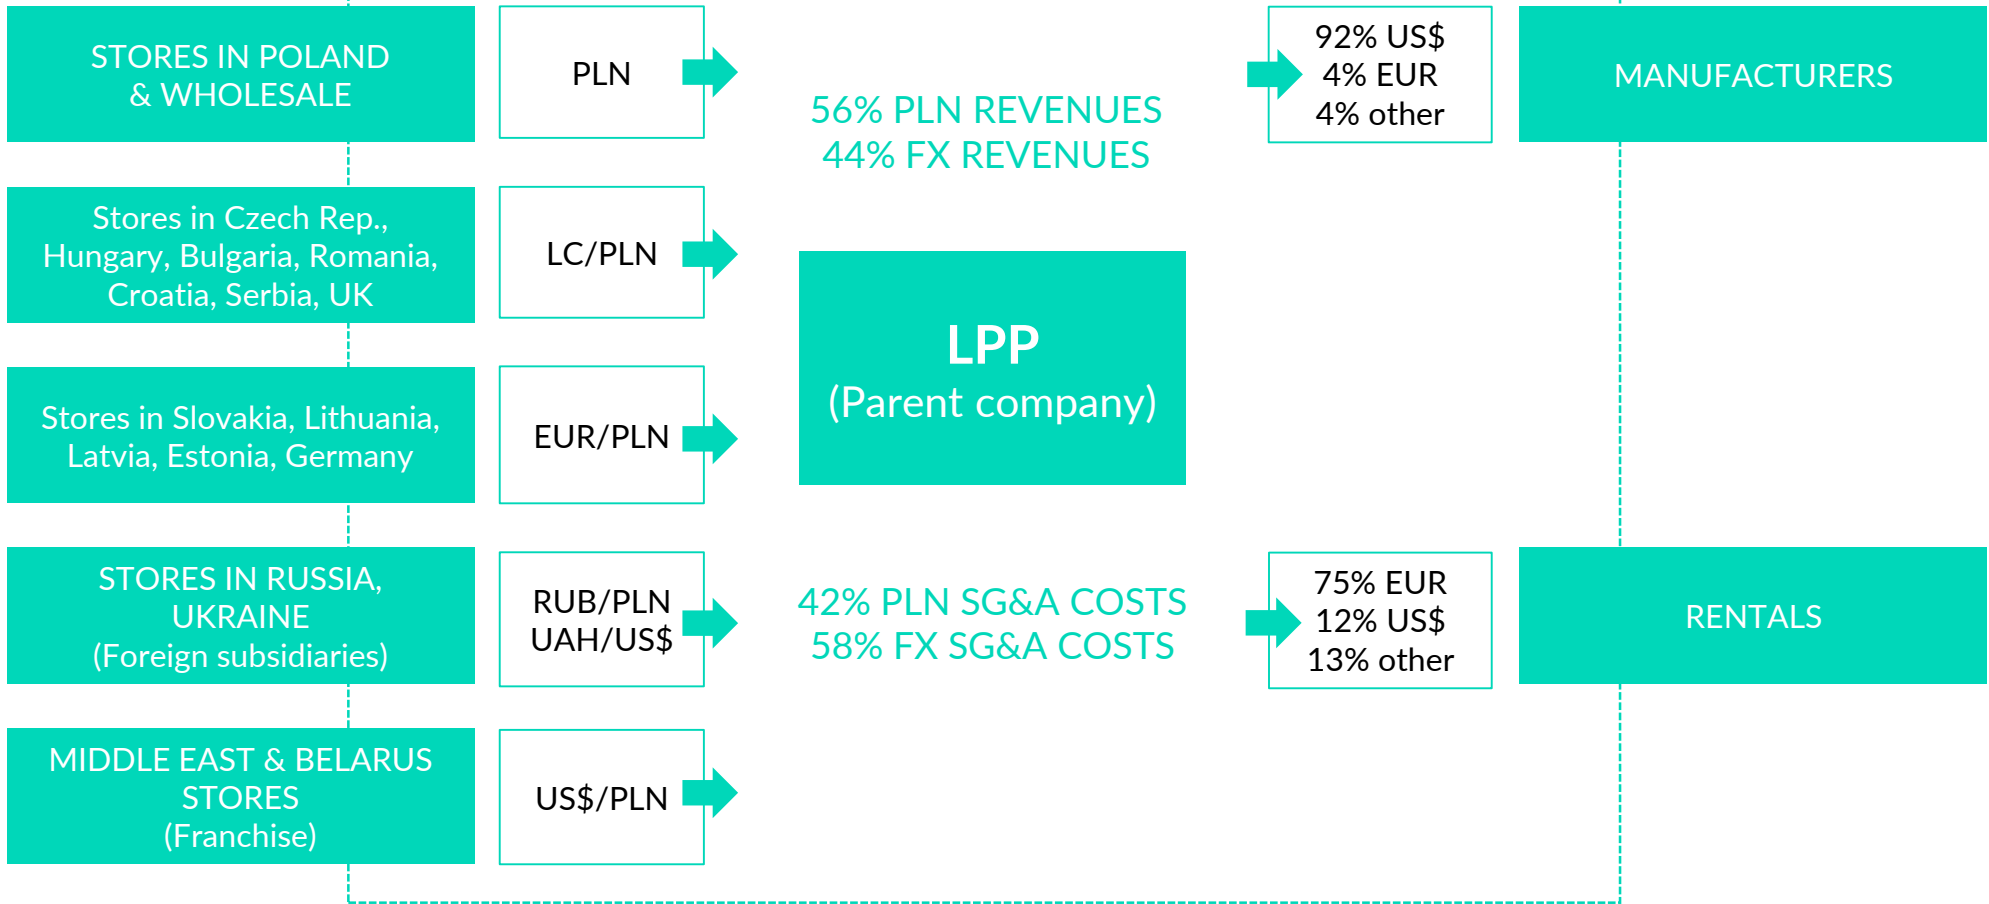 STORES IN POLAND
& WHOLESALE
PLN
56% PLN REVENUES
44% FX REVENUES
92% US$
4% EUR
4% other
MANUFACTURERS
Stores in Czech Rep.,
Hungary, Bulgaria, Romania,
Croatia, Serbia, UK
LC/PLN
LPP
(Parent company)
Stores in Slovakia, Lithuania,
Latvia, Estonia, Germany
EUR/PLN
STORES IN RUSSIA,
UKRAINE
(Foreign subsidiaries)
RUB/PLN
UAH/US$
42% PLN SG&A COSTS
58% FX SG&A COSTS
75% EUR
12% US$
13% other
RENTALS
MIDDLE EAST & BELARUS
STORES
(Franchise)
US$/PLN